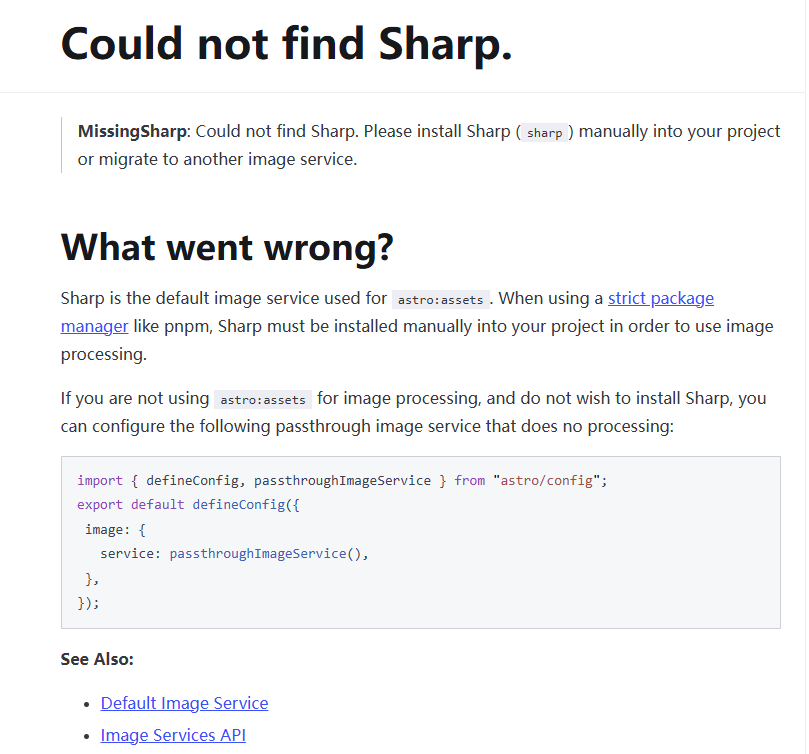 Could not find Sharp.
MissingSharp: Could not find Sharp. Please install Sharp ( sharp ) manually into your project
or migrate to another image service.
What went wrong?
Sharp is the default image service used for astro:assets . When using a strict package
manager like pnpm, Sharp must be installed manually into your project in order to use image
processing.
If you are not using astro:assets for image processing, and do not wish to install Sharp, you
can configure the following passthrough image service that does no processing:
import { defineConfig, passthroughImageService } from "astro/config";
export default defineConfig({
image: {
service: passthroughImageService(),
},
});
See Also:
• Default Image Service
• Image Services API